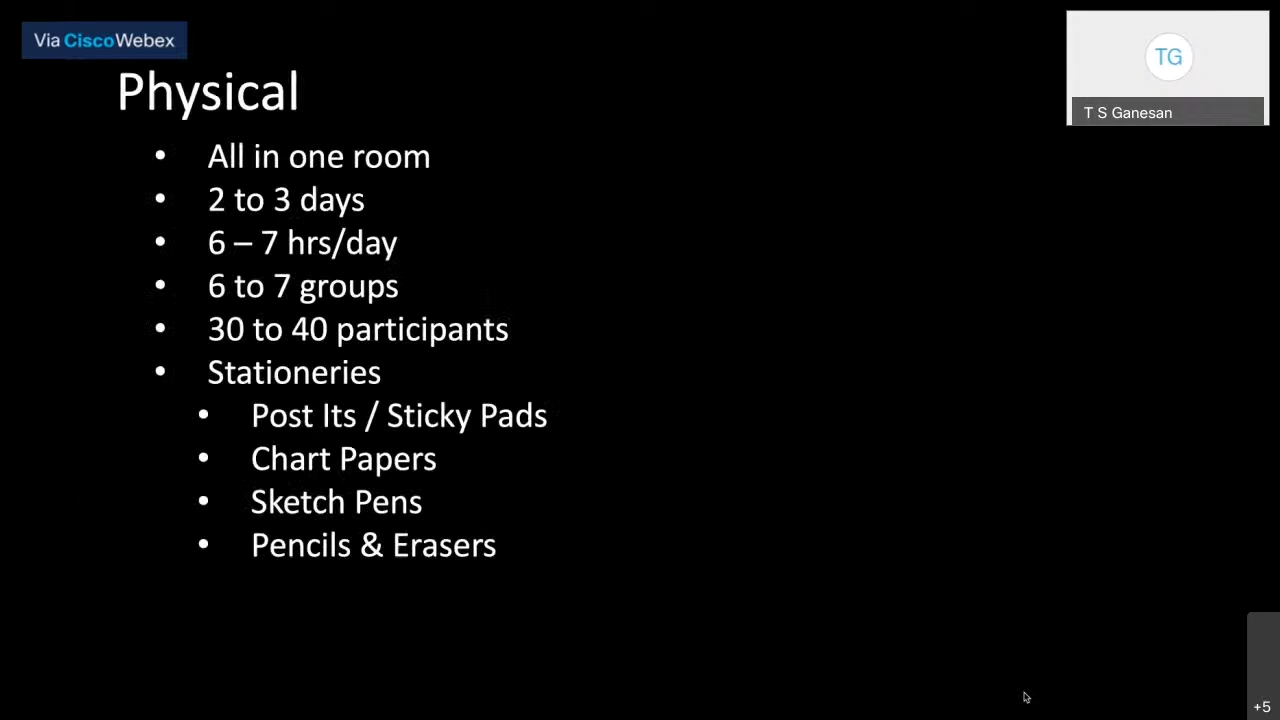 Via CiscoWebex
TG
T S Ganesan
Physical
• All in one room
• 2 to 3 days
• 6 – 7 hrs/day
• 6 to 7 groups
• 30 to 40 participants
• Stationeries
• Post Its / Sticky Pads
• Chart Papers
• Sketch Pens
• Pencils & Erasers
+5